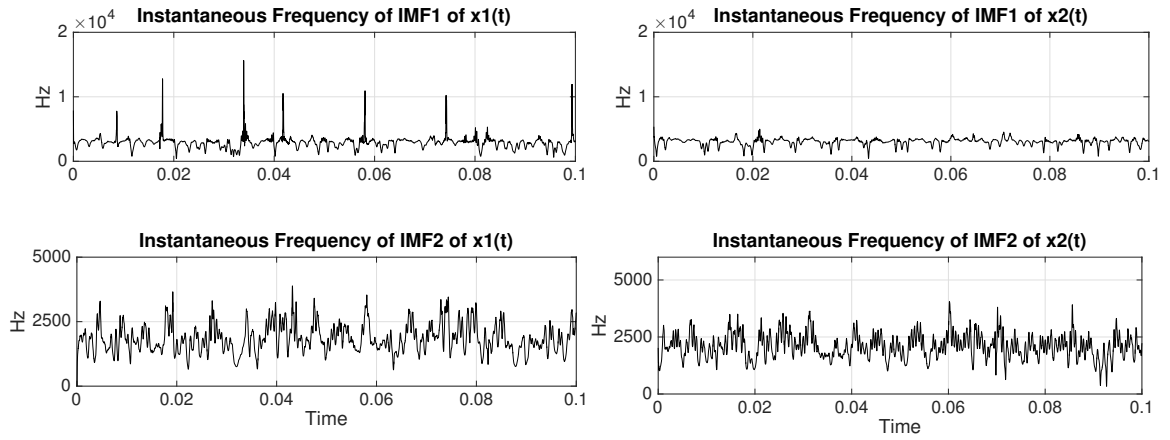 Instantaneous Frequency of IMF1 of x1(t)
×10⁴
2
1
0
Hz
0 0.02 0.04 0.06 0.08 0.1
Instantaneous Frequency of IMF1 of x2(t)
×10⁴
2
1
0
Hz
0 0.02 0.04 0.06 0.08 0.1
Instantaneous Frequency of IMF2 of x1(t)
5000
2500
0
Hz
0 0.02 0.04 0.06 0.08 0.1
Time
Instantaneous Frequency of IMF2 of x2(t)
5000
2500
0
Hz
0 0.02 0.04 0.06 0.08 0.1
Time